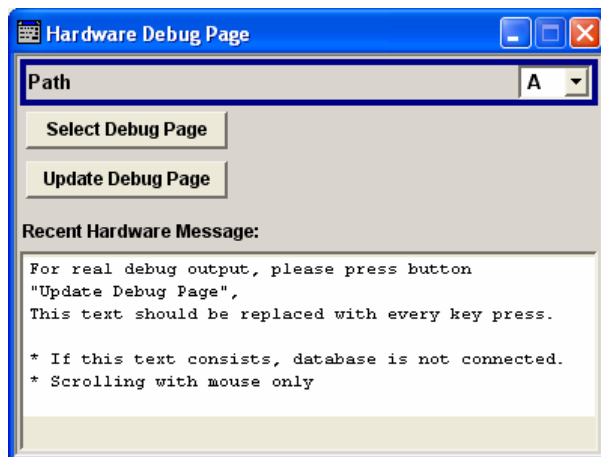 Hardware Debug Page
Path A
Select Debug Page
Update Debug Page
Recent Hardware Message:
For real debug output, please press button
"Update Debug Page",
This text should be replaced with every key press.
* If this text consists, database is not connected.
* Scrolling with mouse only